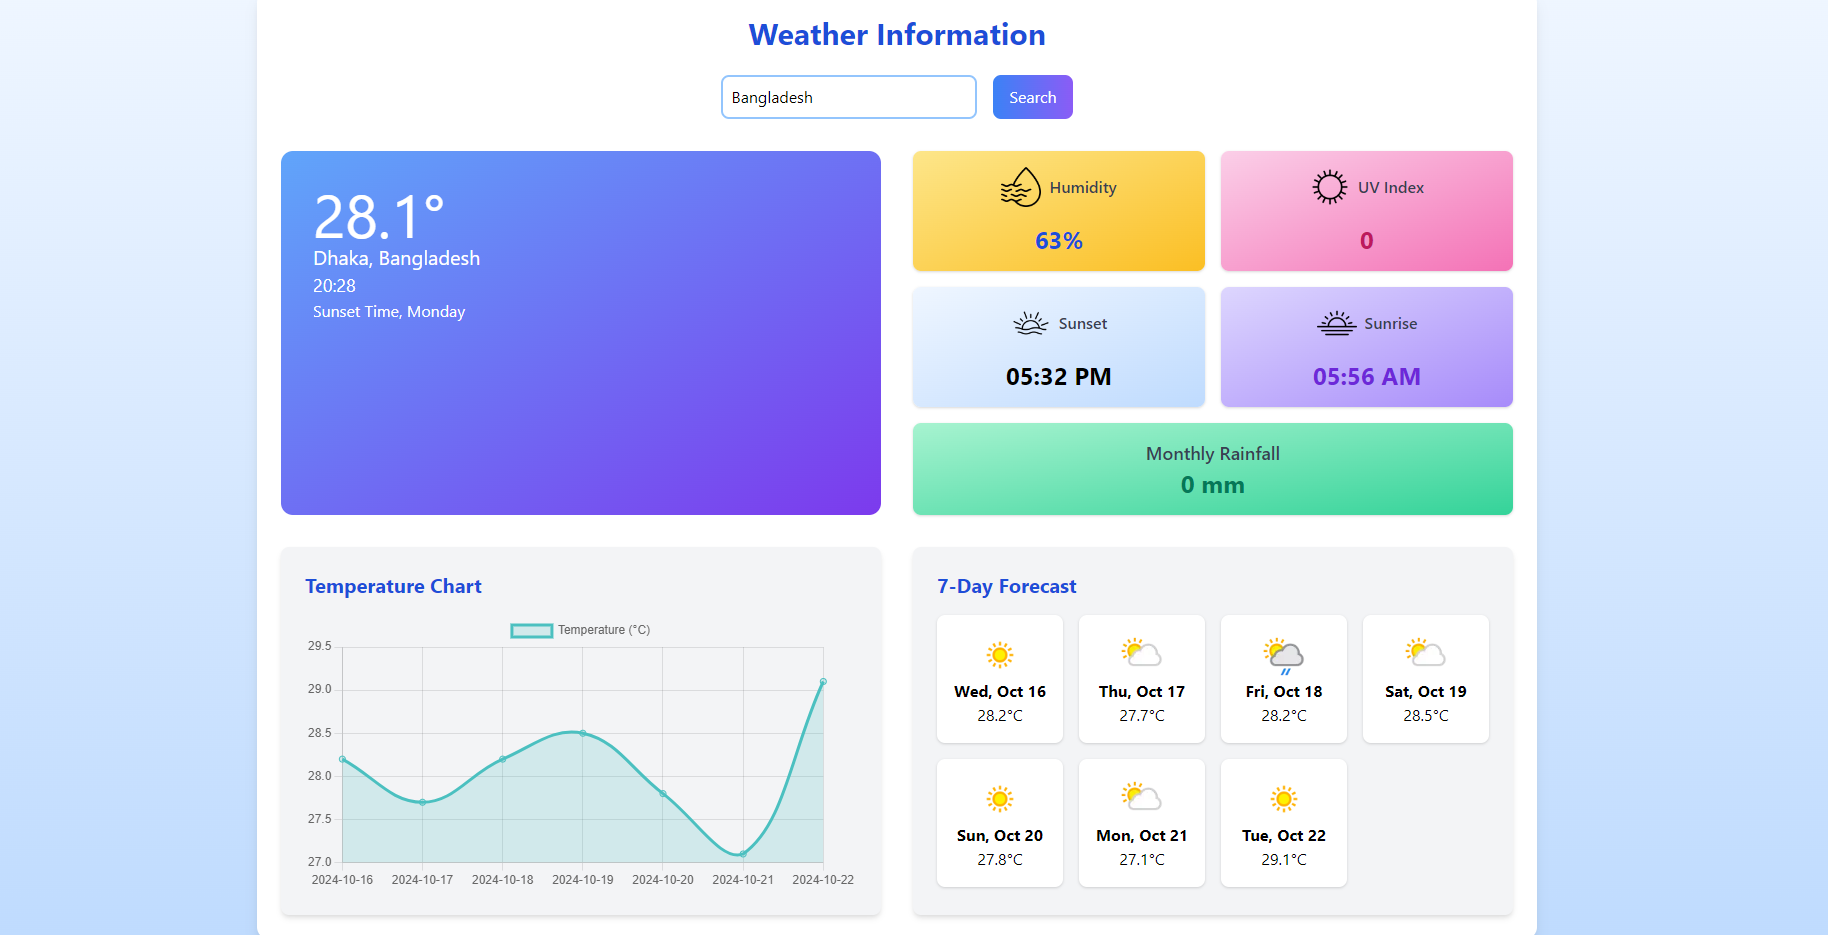 Weather Information
Bangladesh
Search
28.1°
Dhaka, Bangladesh
20:28
Sunset Time, Monday
Humidity
63%
UV Index
0
Sunset
05:32 PM
Sunrise
05:56 AM
Monthly Rainfall
0 mm
Temperature Chart
Temperature (°C)
29.5
29.0
28.5
28.0
27.5
27.0
2024-10-16 2024-10-17 2024-10-18 2024-10-19 2024-10-20 2024-10-21 2024-10-22
7-Day Forecast
Wed, Oct 16
28.2°C
Thu, Oct 17
27.7°C
Fri, Oct 18
28.2°C
Sat, Oct 19
28.5°C
Sun, Oct 20
27.8°C
Mon, Oct 21
27.1°C
Tue, Oct 22
29.1°C